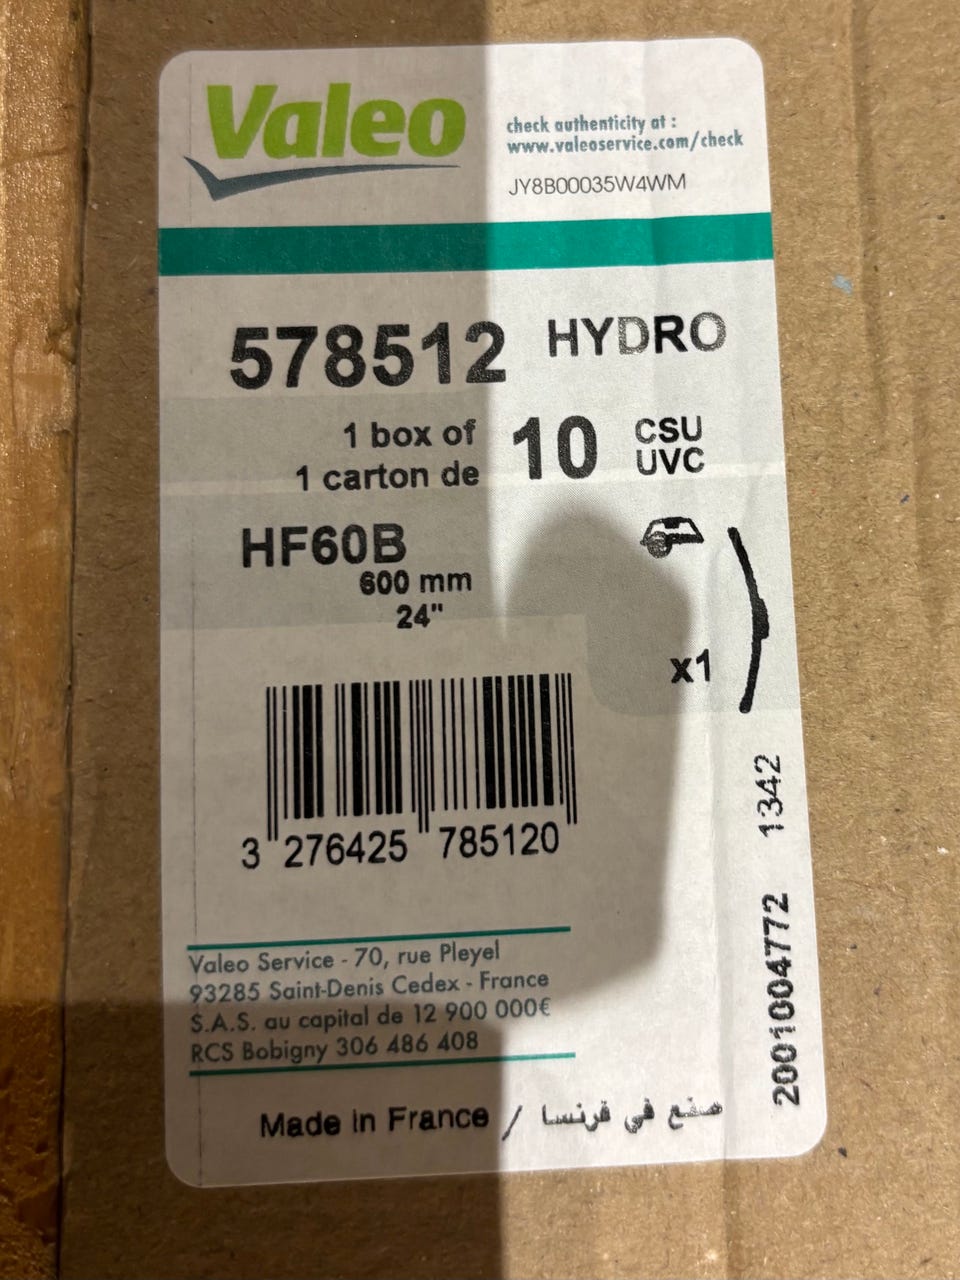 Valeo
check authenticity at :
www.valeoservice.com/check
JY8B00035W4WM
578512 HYDRO
1 box of
1 carton de
10
CSU
UVC
HF60B
600 mm
24"
x1
3 276425 785120
Valeo Service - 70, rue Pleyel
93285 Saint-Denis Cedex - France
S.A.S. au capital de 12 900 000€
RCS Bobigny 306 486 408
Made in France / صنع في فرنسا
2001004772 1342